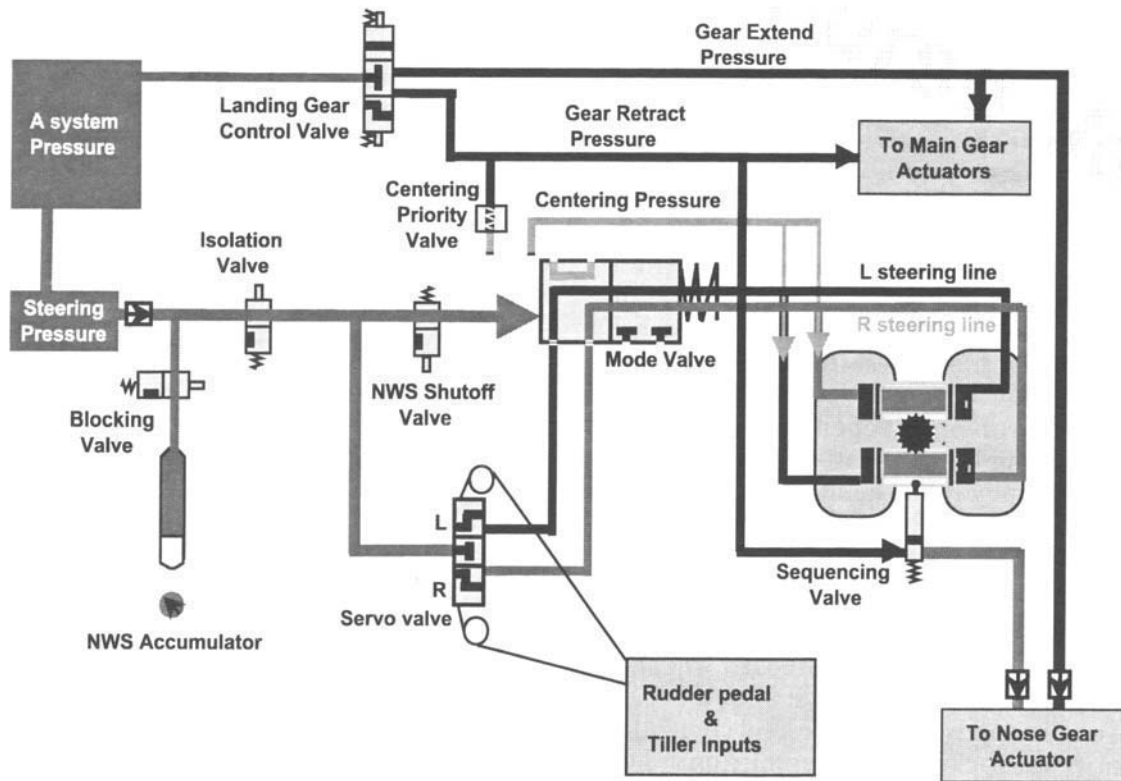 Gear Extend
Pressure
Landing Gear
Control Valve
A system
Pressure
Gear Retract
Pressure
To Main Gear
Actuators
Centering
Priority
Valve
Centering Pressure
Isolation
Valve
L steering line
Steering
Pressure
R steering line
Mode Valve
NWS Shutoff
Valve
Blocking
Valve
L
R
Servo valve
Sequencing
Valve
NWS Accumulator
Rudder pedal
&
Tiller Inputs
To Nose Gear
Actuator